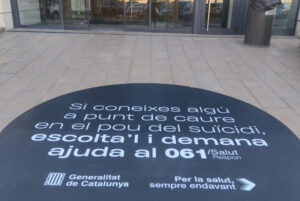 Si coneixes algú
a punt de caure
en el pou del suïcidi,
escolta'l i demana
ajuda al 061/Salut
Respon
Generalitat
de Catalunya
Per la salut,
sempre endavant